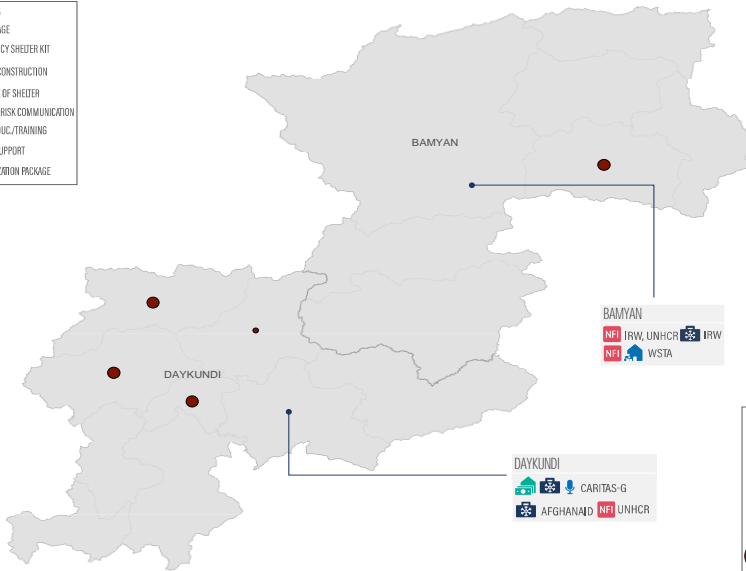 AGE
CY SHELTER KIT
CONSTRUCTION
OF SHELTER
RISK COMMUNICATION
DUC./TRAINING
UPPORT
ATION PACKAGE
BAMYAN
DAYKUNDI
BAMYAN
NFI IRW, UNHCR IRW
NFI WSTA
DAYKUNDI
CARITAS-G
AFGHANAID NFI UNHCR